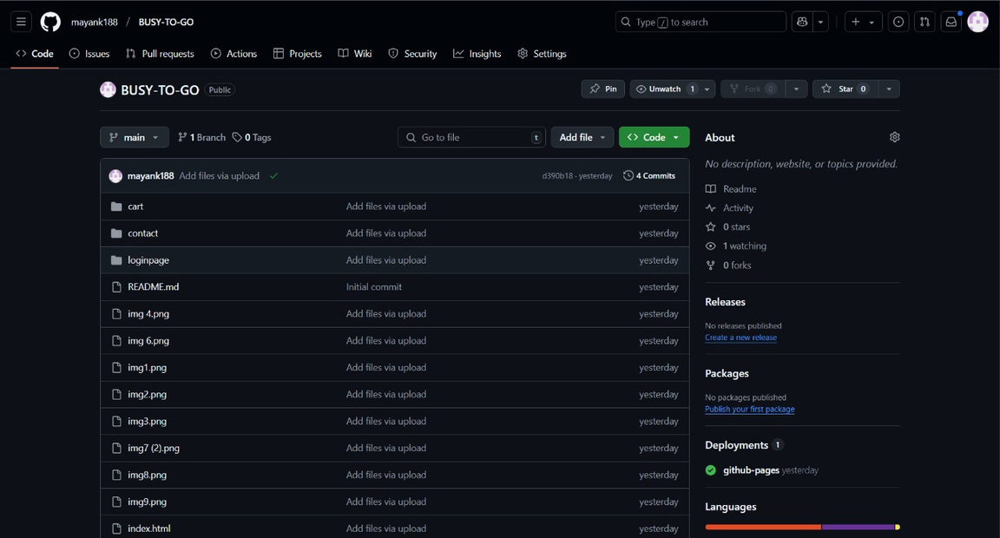 mayank188 / BUSY-TO-GO
Type / to search
Code Issues Pull requests Actions Projects Wiki Security Insights Settings
BUSY-TO-GO Public
Pin Unwatch 1 Fork 0 Star 0
main 1 Branch 0 Tags Go to file t Add file Code
mayank188 Add files via upload d390b18 · yesterday 4 Commits
cart Add files via upload yesterday
contact Add files via upload yesterday
loginpage Add files via upload yesterday
README.md Initial commit yesterday
img 4.png Add files via upload yesterday
img 6.png Add files via upload yesterday
img1.png Add files via upload yesterday
img2.png Add files via upload yesterday
img3.png Add files via upload yesterday
img7 (2).png Add files via upload yesterday
img8.png Add files via upload yesterday
img9.png Add files via upload yesterday
index.html Add files via upload yesterday
About
No description, website, or topics provided.
Readme
Activity
0 stars
1 watching
0 forks
Releases
No releases published
Create a new release
Packages
No packages published
Publish your first package
Deployments 1
github-pages yesterday
Languages